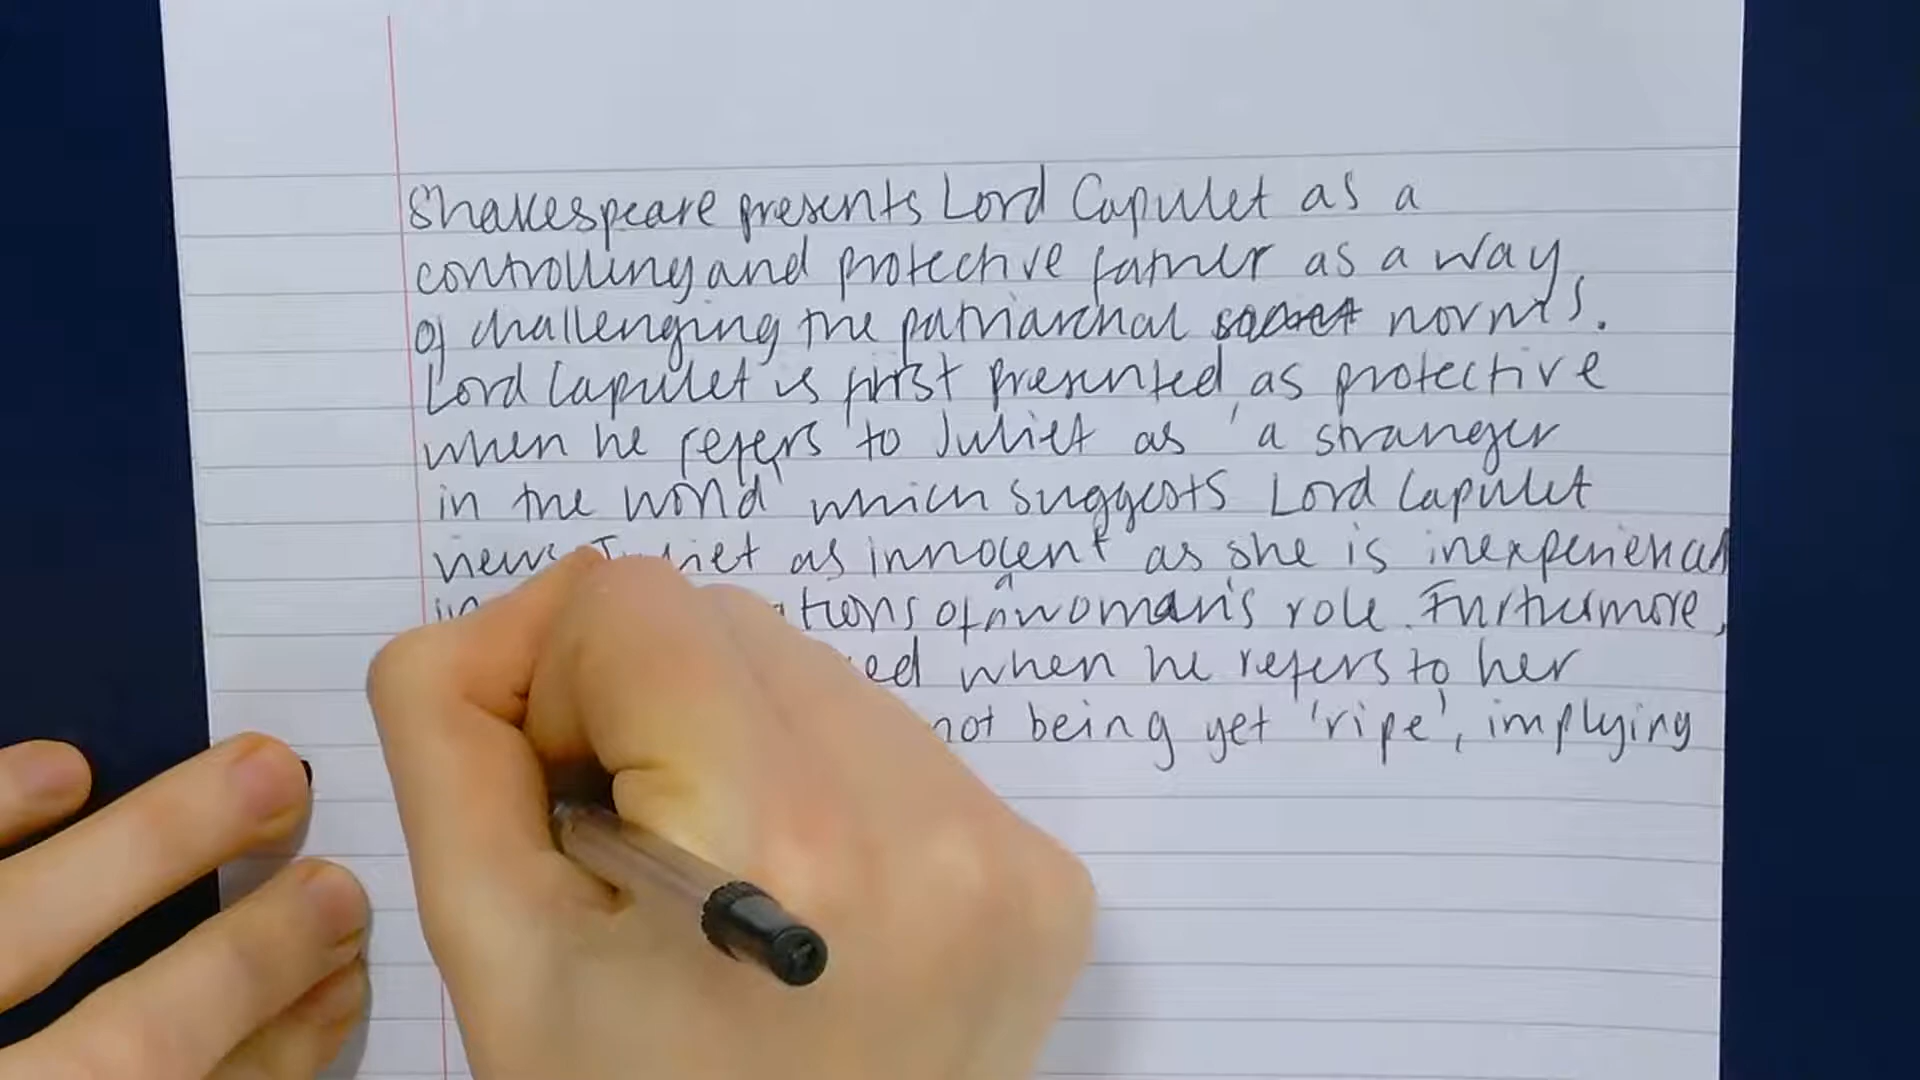 Shakespeare presents Lord Capulet as a
controlling and protective father as a way
of challenging the patriarchal norms.
Lord Capulet is first presented as protective
when he refers to Juliet as 'a stranger
in the world' which suggests Lord Capulet
views Juliet as innocent as she is inexperienced
of a woman's role. Furthermore,
when he refers to her
not being yet 'ripe', implying